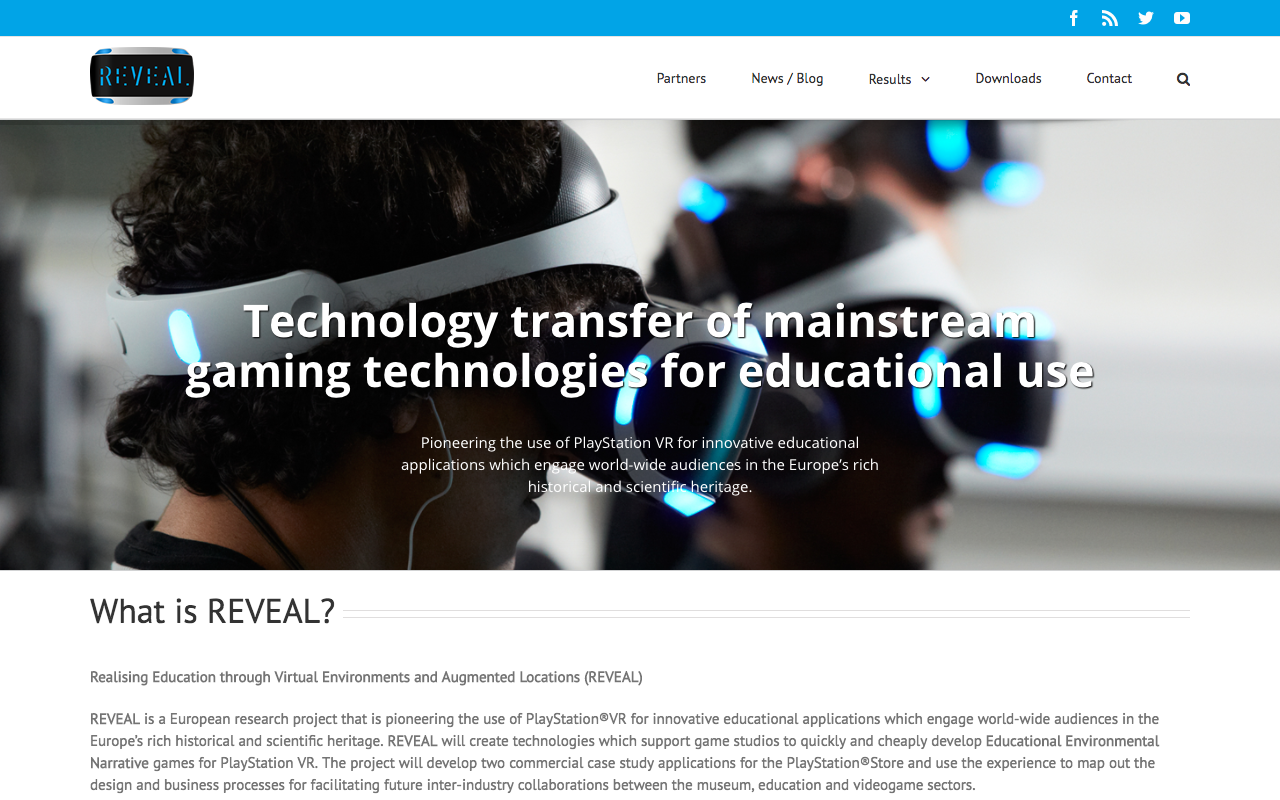 REVEAL
Partners
News / Blog
Results
Downloads
Contact
Technology transfer of mainstream
gaming technologies for educational use
Pioneering the use of PlayStation VR for innovative educational
applications which engage world-wide audiences in the Europe's rich
historical and scientific heritage.
What is REVEAL?
Realising Education through Virtual Environments and Augmented Locations (REVEAL)
REVEAL is a European research project that is pioneering the use of PlayStation®VR for innovative educational applications which engage world-wide audiences in the
Europe's rich historical and scientific heritage. REVEAL will create technologies which support game studios to quickly and cheaply develop Educational Environmental
Narrative games for PlayStation VR. The project will develop two commercial case study applications for the PlayStation®Store and use the experience to map out the
design and business processes for facilitating future inter-industry collaborations between the museum, education and videogame sectors.